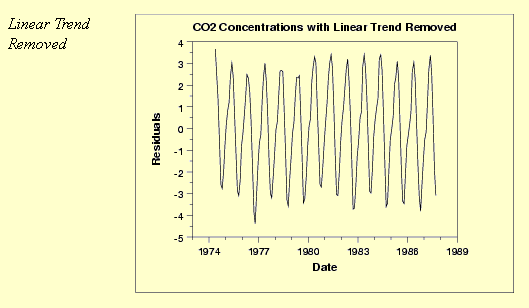 Linear Trend
Removed
CO2 Concentrations with Linear Trend Removed
4
3
2
1
0
-1
-2
-3
-4
-5
Residuals
1974 1977 1980 1983 1986 1989
Date